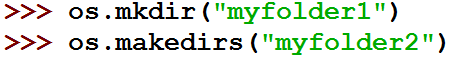 >>> os.mkdir("myfolder1")
>>> os.makedirs("myfolder2")